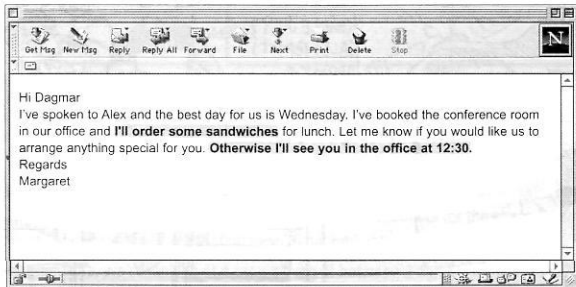 Get Msg New Msg Reply Reply All Forward File Next Print Delete Stop
N
Hi Dagmar
I've spoken to Alex and the best day for us is Wednesday. I've booked the conference room
in our office and I'll order some sandwiches for lunch. Let me know if you would like us to
arrange anything special for you. Otherwise I'll see you in the office at 12:30.
Regards
Margaret